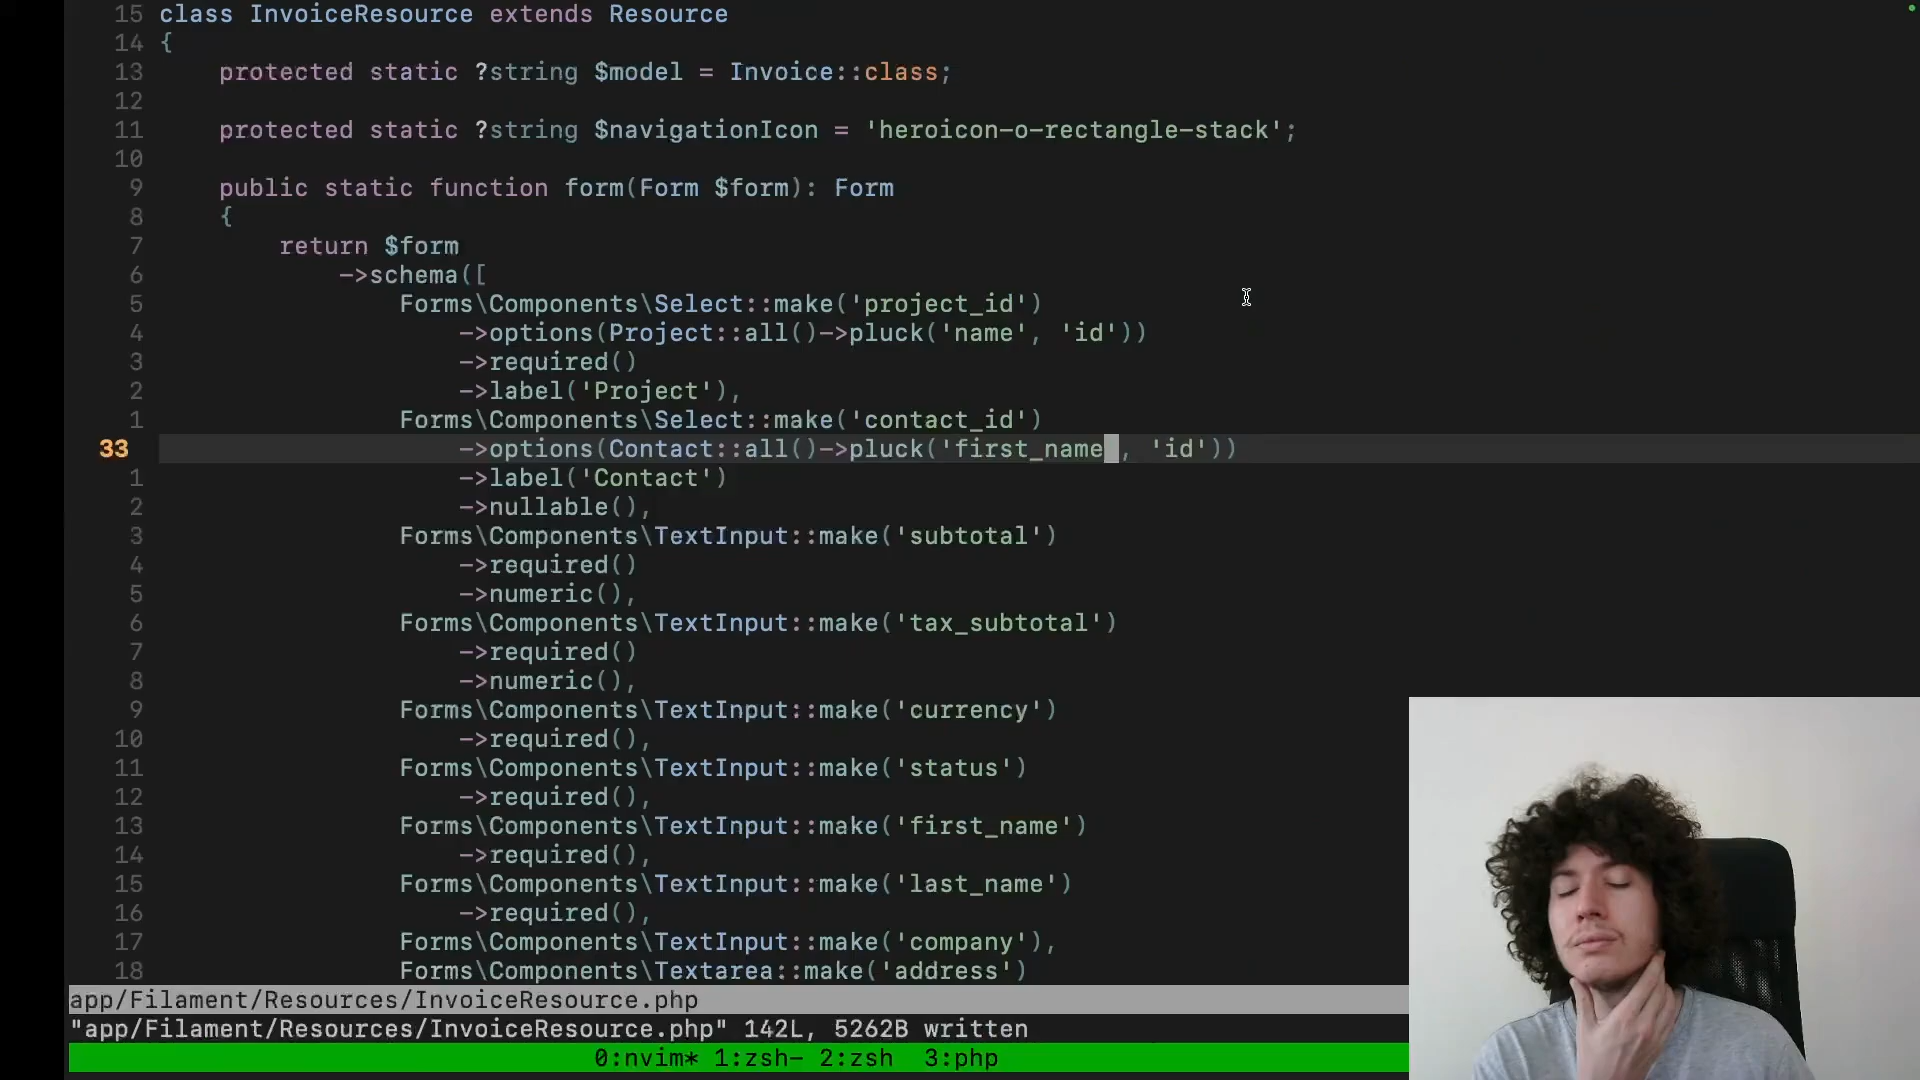 15 class InvoiceResource extends Resource
14 {
13 protected static ?string $model = Invoice::class;
12
11 protected static ?string $navigationIcon = 'heroicon-o-rectangle-stack';
10
9 public static function form(Form $form): Form
8 {
7 return $form
6 ->schema([
5 Forms\Components\Select::make('project_id')
4 ->options(Project::all()->pluck('name', 'id'))
3 ->required()
2 ->label('Project'),
1 Forms\Components\Select::make('contact_id')
33 ->options(Contact::all()->pluck('first_name', 'id'))
1 ->label('Contact')
2 ->nullable(),
3 Forms\Components\TextInput::make('subtotal')
4 ->required()
5 ->numeric(),
6 Forms\Components\TextInput::make('tax_subtotal')
7 ->required()
8 ->numeric(),
9 Forms\Components\TextInput::make('currency')
10 ->required(),
11 Forms\Components\TextInput::make('status')
12 ->required(),
13 Forms\Components\TextInput::make('first_name')
14 ->required(),
15 Forms\Components\TextInput::make('last_name')
16 ->required(),
17 Forms\Components\TextInput::make('company'),
18 Forms\Components\Textarea::make('address')
app/Filament/Resources/InvoiceResource.php
"app/Filament/Resources/InvoiceResource.php" 142L, 5262B written
0:nvim* 1:zsh- 2:zsh 3:php